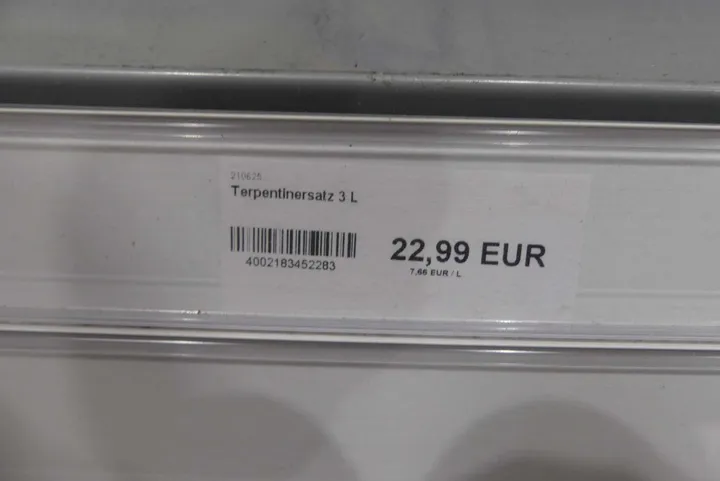 210625
Terpentinersatz 3 L
4002183452283
22,99 EUR
7,66 EUR / L